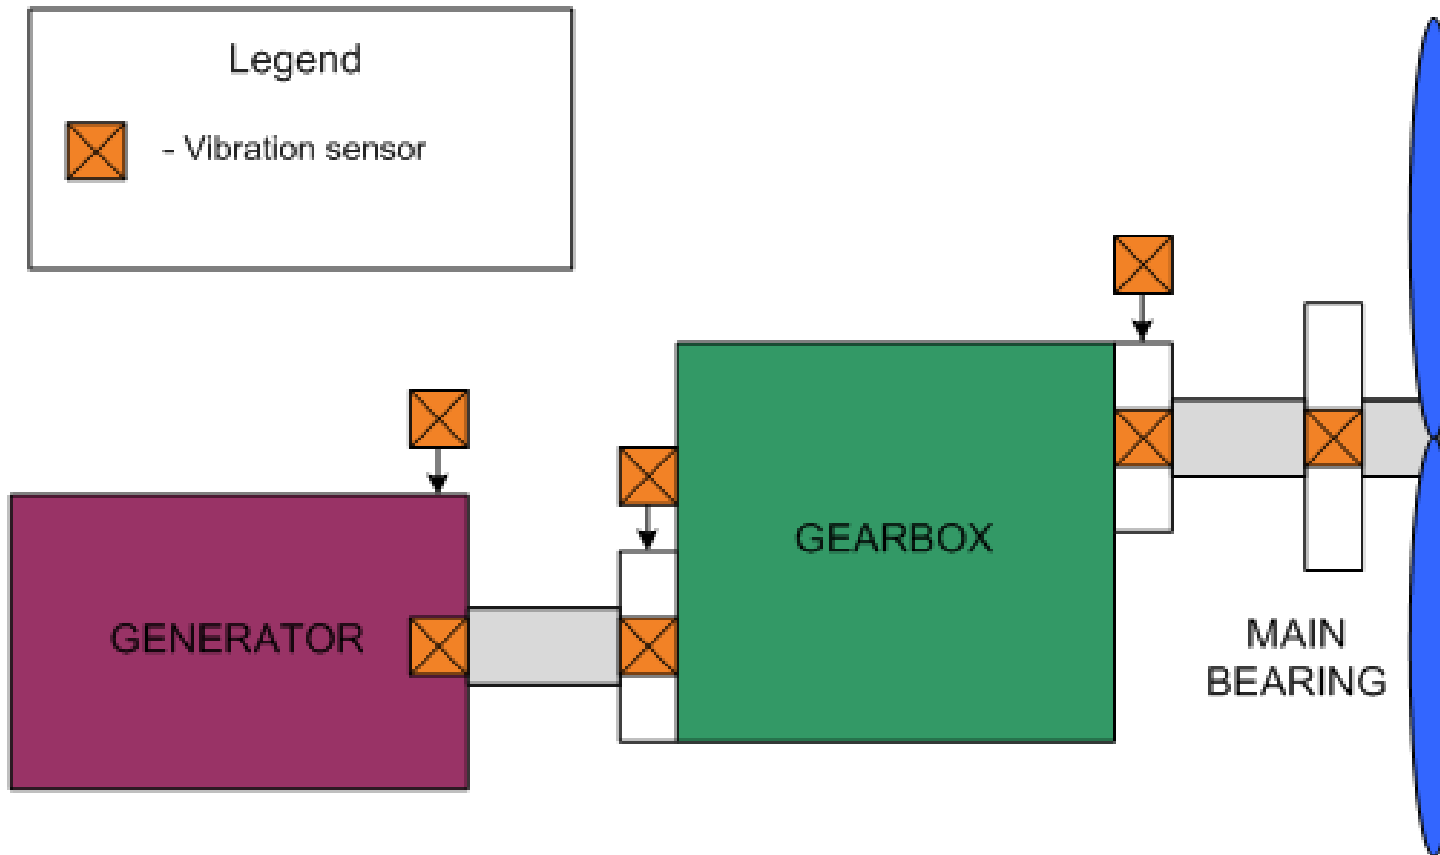 Legend
- Vibration sensor
GEARBOX
GENERATOR
MAIN
BEARING